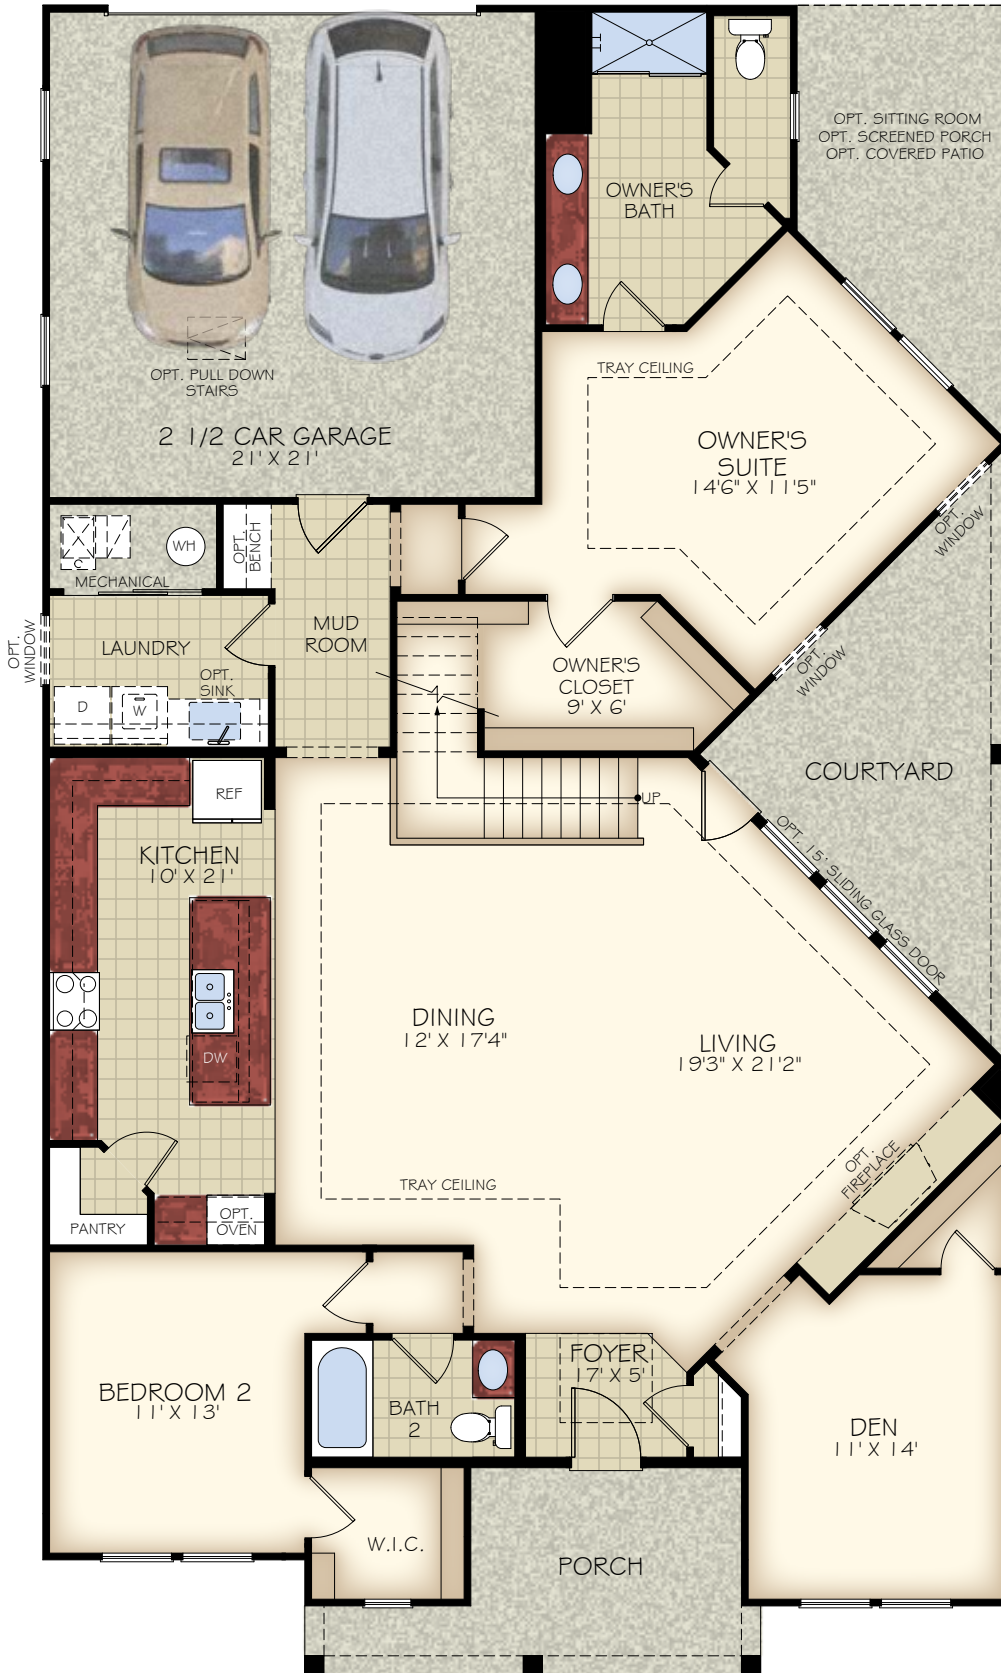 OPT. SITTING ROOM
OPT. SCREENED PORCH
OPT. COVERED PATIO
OWNER'S
BATH
OPT. PULL DOWN
STAIRS
2 1/2 CAR GARAGE
21' X 21'
TRAY CEILING
OWNER'S
SUITE
14'6" X 11'5"
OPT.
WINDOW
OPT.
BENCH
WH
MECHANICAL
OPT.
WINDOW
LAUNDRY
MUD
ROOM
OPT.
SINK
D
W
OWNER'S
CLOSET
9' X 6'
OPT.
WINDOW
COURTYARD
REF
UP
KITCHEN
10' X 21'
OPT. 15' SLIDING GLASS DOOR
DINING
12' X 17'4"
LIVING
19'3" X 21'2"
DW
OPT.
FIREPLACE
TRAY CEILING
PANTRY
OPT.
OVEN
BEDROOM 2
11' X 13'
BATH
2
FOYER
17' X 5'
DEN
11' X 14'
W.I.C.
PORCH